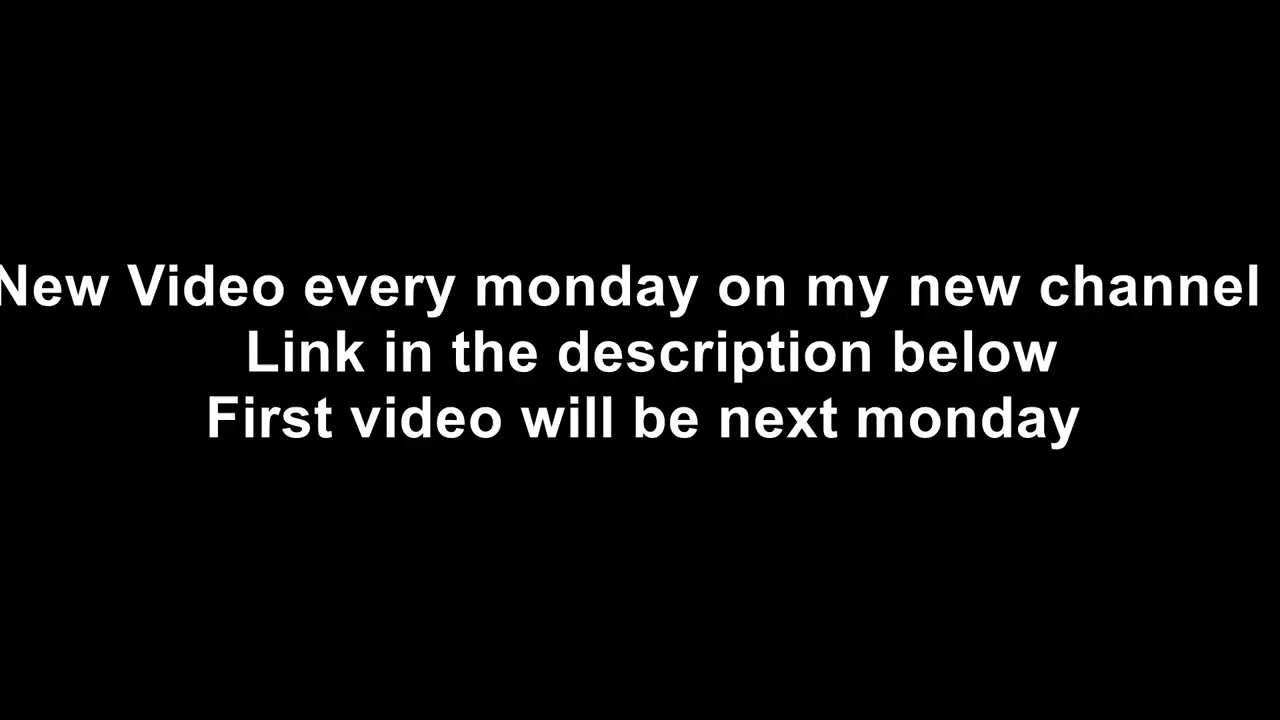 New Video every monday on my new channel
Link in the description below
First video will be next monday